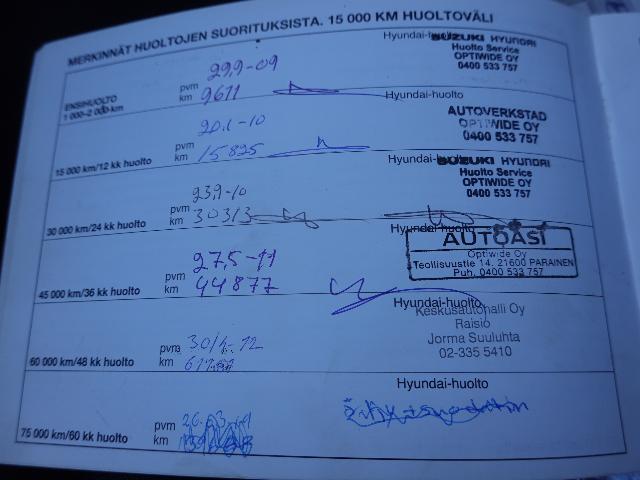 MERKINNÄT HUOLTOJEN SUORITUKSISTA. 15 000 KM HUOLTOVÄLI
Hyundai-huolto
SUZUKI HYUNDAI
Huolto Service
OPTIWIDE OY
0400 533 757
ENSIHUOLTO
1 000-2 000 km
pvm 29,9-09
km 9611
Hyundai-huolto
AUTOVERKSTAD
OPTIWIDE OY
0400 533 757
15 000 km/12 kk huolto
pvm 20.1-10
km 15825
Hyundai-huolto
SUZUKI HYUNDAI
Huolto Service
OPTIWIDE OY
0400 533 757
30 000 km/24 kk huolto
pvm 23,9-10
km 30313
Hyundai-huolto
AUTOASI
Optiwide Oy
Teollisuustie 14, 21600 PARAINEN
Puh. 0400 533 757
45 000 km/36 kk huolto
pvm 27,5-11
km 44877
Hyundai-huolto
Keskusautohalli Oy
Raisio
Jorma Suuluhta
02-335 5410
60 000 km/48 kk huolto
pvm
km
Hyundai-huolto
75 000 km/60 kk huolto
pvm
km